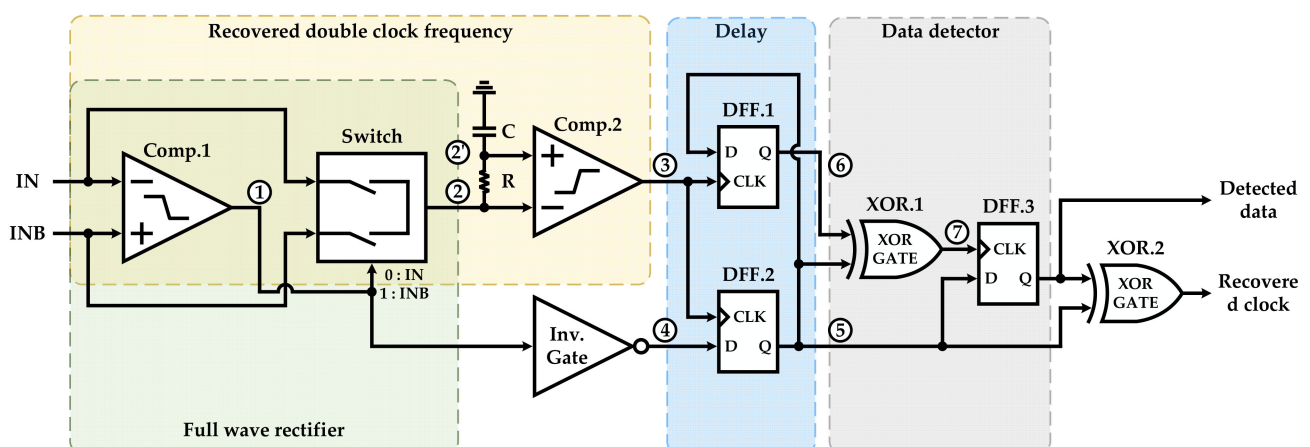 Recovered double clock frequency
Delay
Data detector
IN
INB
Comp.1
−
+
1
Switch
0 : IN
1 : INB
2'
2
C
R
Comp.2
+
−
3
Inv.
Gate
4
DFF.1
D
Q
CLK
DFF.2
CLK
D
Q
6
5
XOR.1
XOR
GATE
7
DFF.3
CLK
D
Q
XOR.2
XOR
GATE
Detected
data
Recovere
d clock
Full wave rectifier